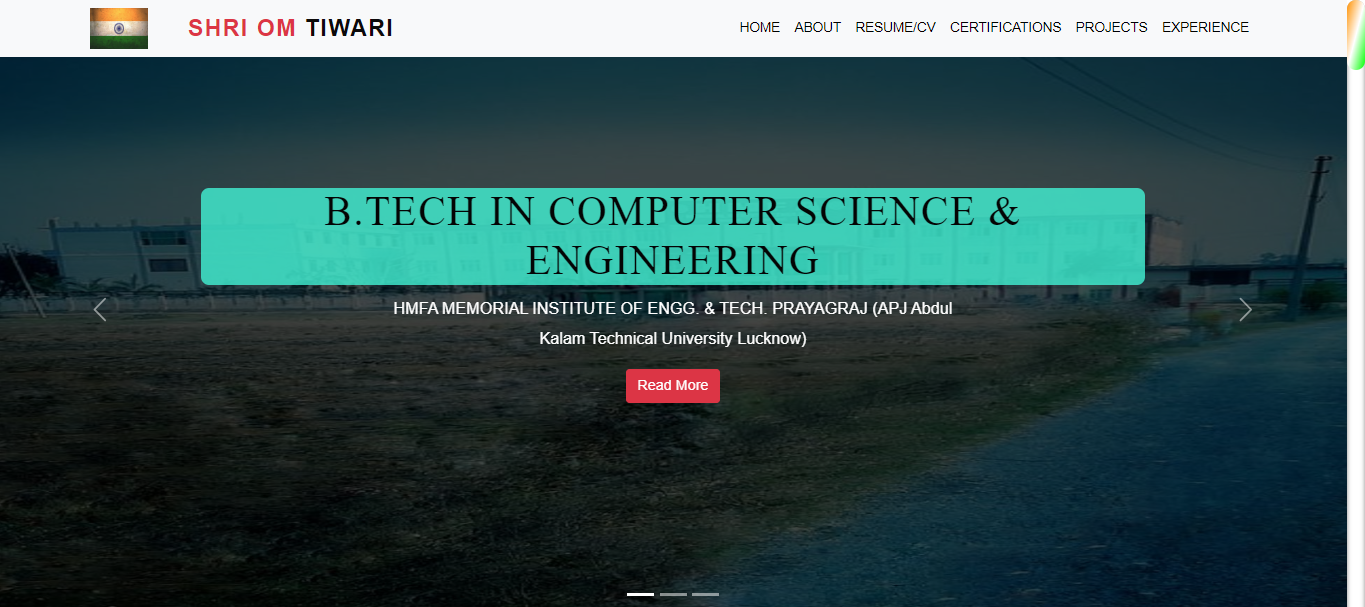 SHRI OM TIWARI
HOME ABOUT RESUME/CV CERTIFICATIONS PROJECTS EXPERIENCE
B.TECH IN COMPUTER SCIENCE &
ENGINEERING
HMFA MEMORIAL INSTITUTE OF ENGG. & TECH. PRAYAGRAJ (APJ Abdul
Kalam Technical University Lucknow)
Read More